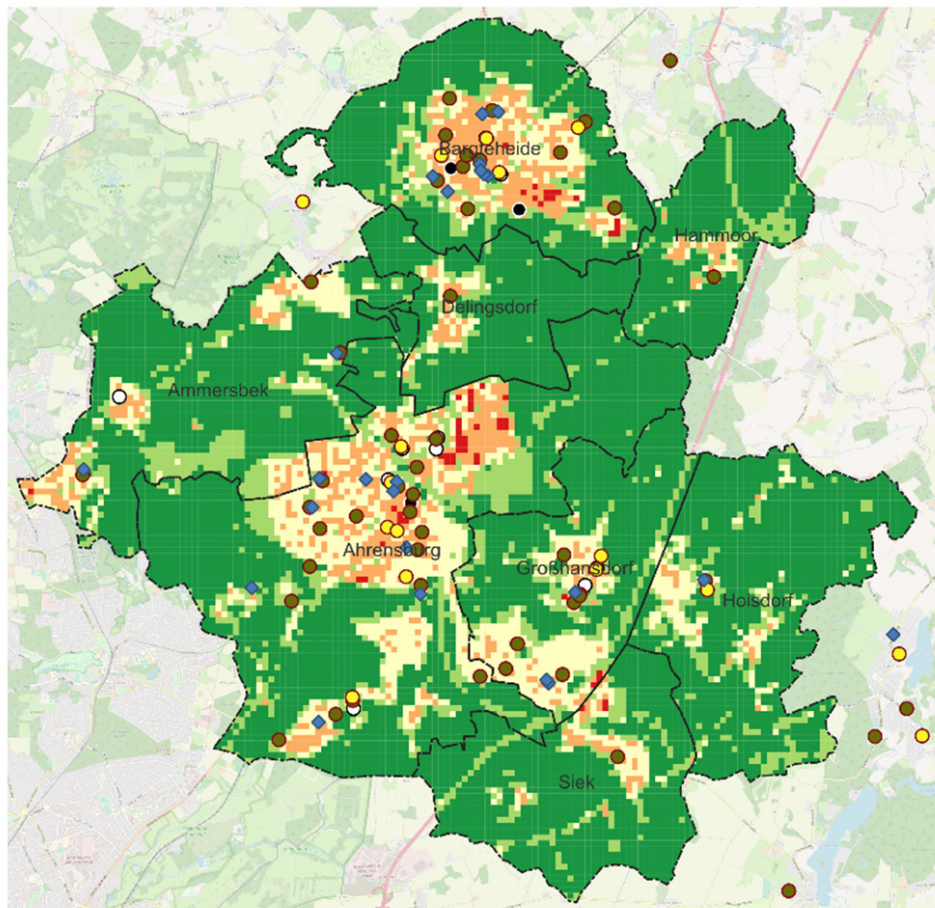 Bargteheide
Hammoor
Delingsdorf
Ammersbek
Ahrensburg
Großhansdorf
Hoisdorf
Siek